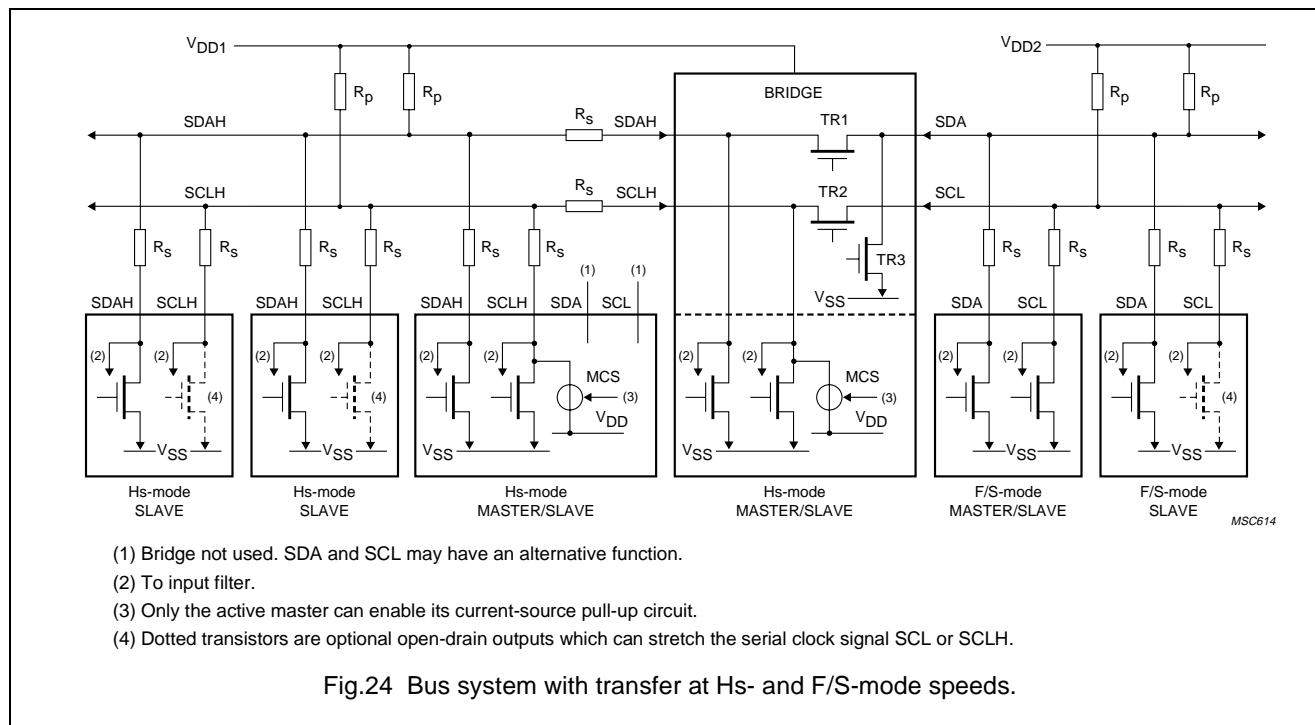 VDD1 VDD2
BRIDGE
Rp Rp Rp Rp
SDAH Rs SDAH TR1 SDA
SCLH Rs SCLH TR2 SCL
Rs Rs Rs Rs Rs Rs TR3 Rs Rs Rs Rs
(1) (1)
VSS
SDAH SCLH SDAH SCLH SDAH SCLH SDA SCL SDA SCL SDA SCL
(2) (2) (2) (2) (2) (2) (2) (2) (2) (2) (2) (2)
MCS MCS
(4) (4) (3) (3) (4)
VDD VDD
VSS VSS VSS VSS VSS VSS
Hs-mode SLAVE
Hs-mode SLAVE
Hs-mode MASTER/SLAVE
Hs-mode MASTER/SLAVE
F/S-mode MASTER/SLAVE
F/S-mode SLAVE
MSC614
(1) Bridge not used. SDA and SCL may have an alternative function.
(2) To input filter.
(3) Only the active master can enable its current-source pull-up circuit.
(4) Dotted transistors are optional open-drain outputs which can stretch the serial clock signal SCL or SCLH.
Fig.24 Bus system with transfer at Hs- and F/S-mode speeds.